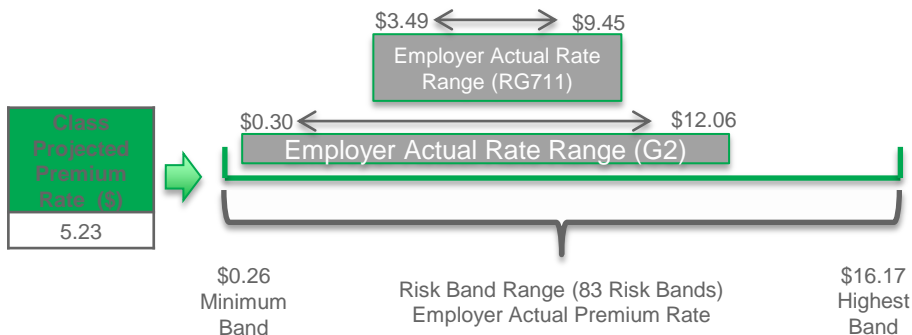 $3.49 $9.45
Employer Actual Rate
Range (RG711)
$0.30 $12.06
Employer Actual Rate Range (G2)
Class
Projected
Premium
Rate ($)
5.23
$0.26
Minimum
Band
Risk Band Range (83 Risk Bands)
Employer Actual Premium Rate
$16.17
Highest
Band